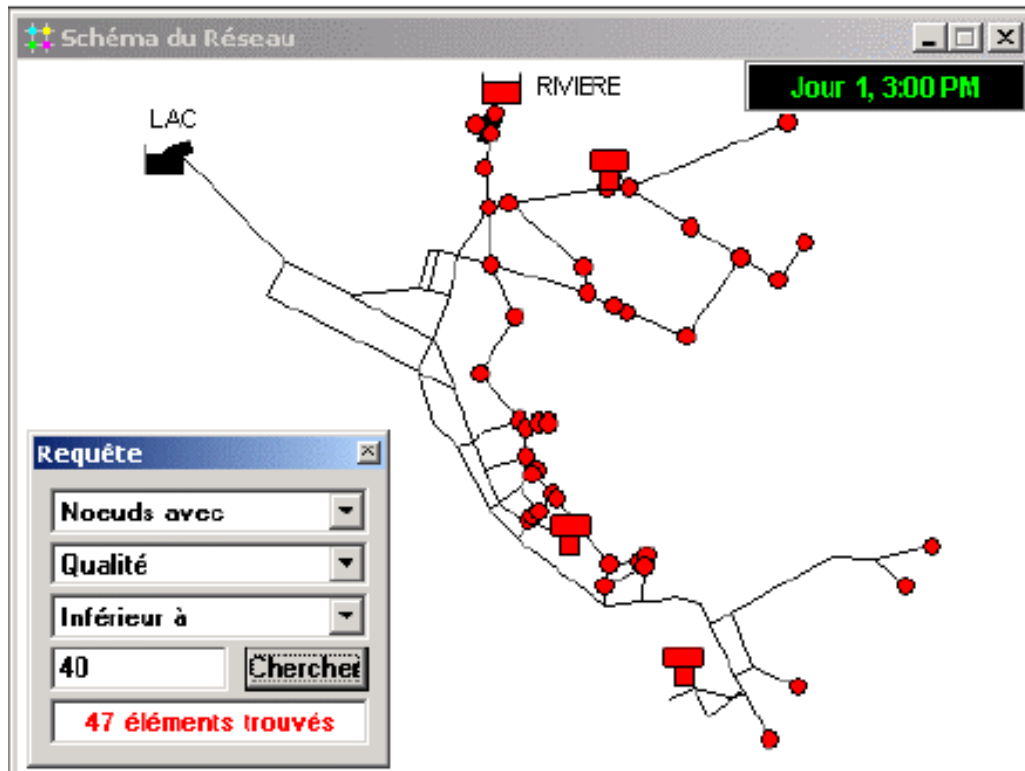 Schéma du Réseau
Jour 1, 3:00 PM
RIVIERE
LAC
Requête
Noeuds avec
Qualité
Inférieur à
40
Chercher
47 éléments trouvés